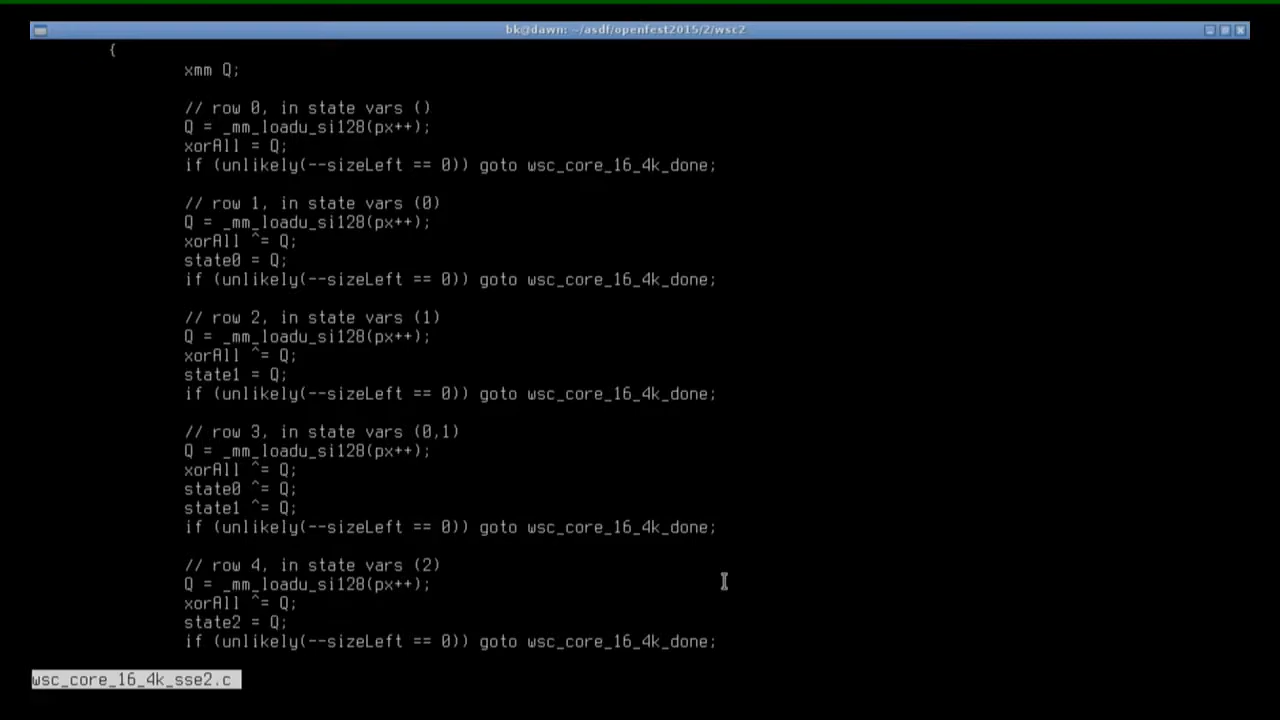 bk@dawn: ~/asdf/openfest2015/2/wsc2
{
xmm Q;
// row 0, in state vars ()
Q = _mm_loadu_si128(px++);
xorAll = Q;
if (unlikely(--sizeLeft == 0)) goto wsc_core_16_4k_done;
// row 1, in state vars (0)
Q = _mm_loadu_si128(px++);
xorAll ^= Q;
state0 = Q;
if (unlikely(--sizeLeft == 0)) goto wsc_core_16_4k_done;
// row 2, in state vars (1)
Q = _mm_loadu_si128(px++);
xorAll ^= Q;
state1 = Q;
if (unlikely(--sizeLeft == 0)) goto wsc_core_16_4k_done;
// row 3, in state vars (0,1)
Q = _mm_loadu_si128(px++);
xorAll ^= Q;
state0 ^= Q;
state1 ^= Q;
if (unlikely(--sizeLeft == 0)) goto wsc_core_16_4k_done;
// row 4, in state vars (2)
Q = _mm_loadu_si128(px++);
xorAll ^= Q;
state2 = Q;
if (unlikely(--sizeLeft == 0)) goto wsc_core_16_4k_done;
wsc_core_16_4k_sse2.c